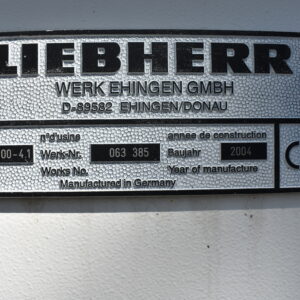 LIEBHERR
WERK EHINGEN GMBH
D-89582 EHINGEN/DONAU
n°d'usine année de construction
00-4.1 Werk-Nr. 063 385 Baujahr 2004
Works No. Year of manufacture
Manufactured in Germany